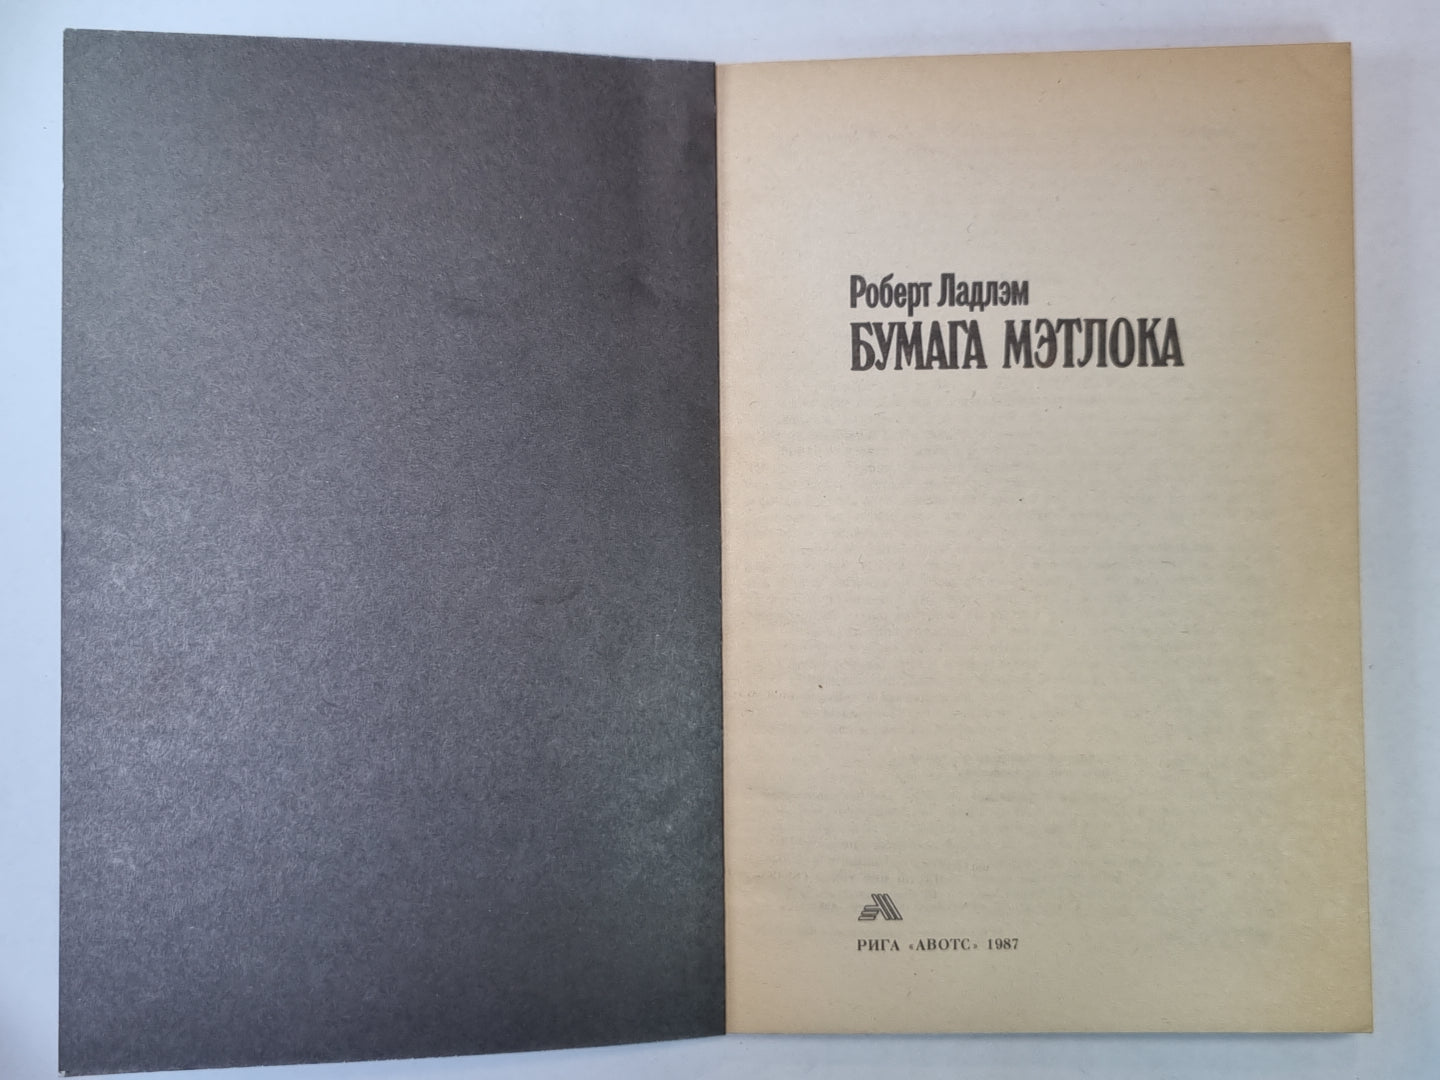 Роберт Ладлэм
БУМАГА МЭТЛОКА
РИГА «АВОТС» 1987